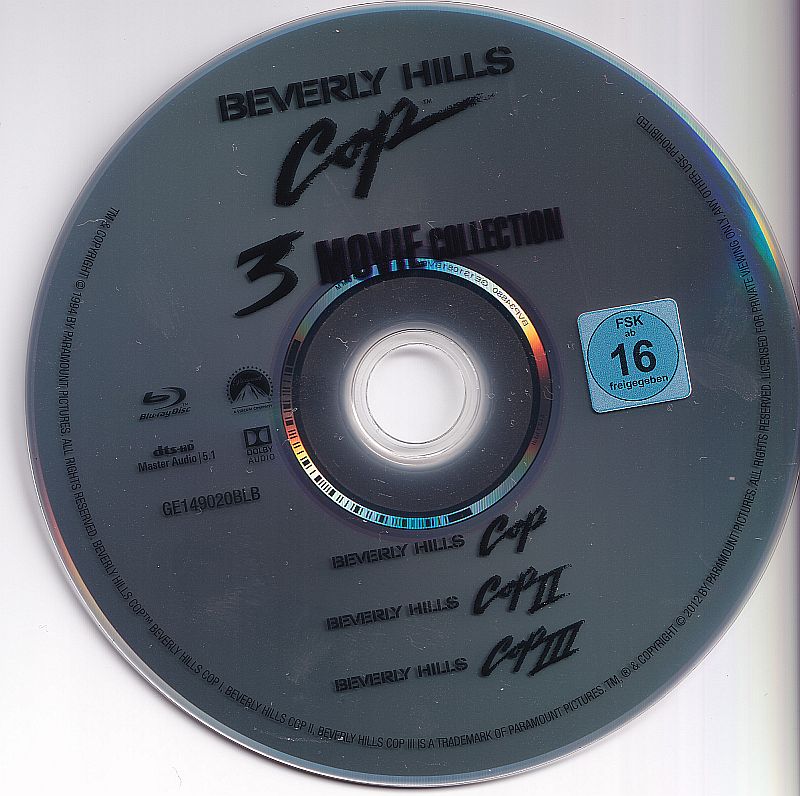 BEVERLY HILLS
Cop™
3 MOVIE COLLECTION
FSK
ab
16
freigegeben
Blu-ray Disc
dts-HD
Master Audio | 5.1
DOLBY
AUDIO
GE149020BLB
BEVERLY HILLS Cop
BEVERLY HILLS Cop II
BEVERLY HILLS Cop III
TM & COPYRIGHT © 1984 BY PARAMOUNT PICTURES. ALL RIGHTS RESERVED. BEVERLY HILLS COP™ BEVERLY HILLS COP I, BEVERLY HILLS COP II, BEVERLY HILLS COP III IS A TRADEMARK OF PARAMOUNT PICTURES. TM, ® & COPYRIGHT © 2012 BY PARAMOUNT PICTURES. ALL RIGHTS RESERVED. LICENSED FOR PRIVATE VIEWING ONLY. ANY OTHER USE PROHIBITED.